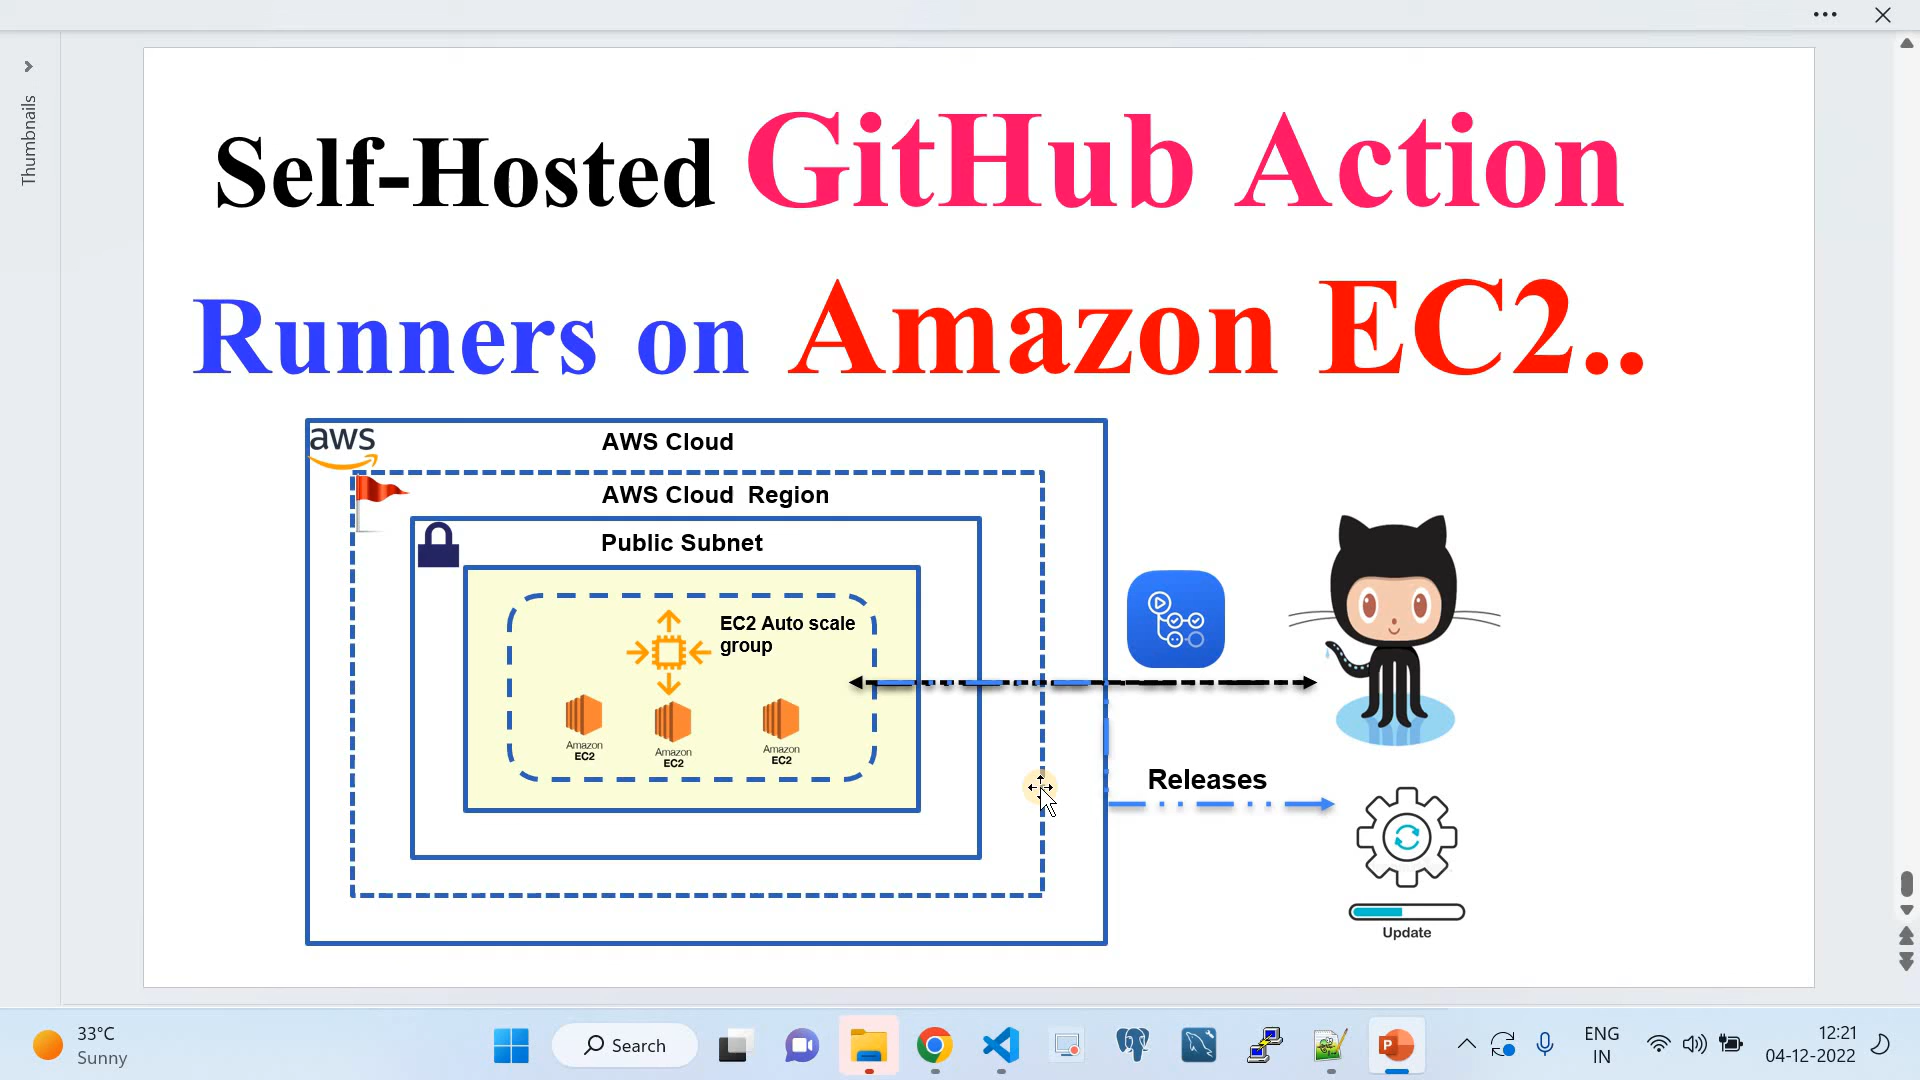 Thumbnails
Self-Hosted GitHub Action
Runners on Amazon EC2..
aws
AWS Cloud
AWS Cloud Region
Public Subnet
EC2 Auto scale
group
Amazon
EC2
Amazon
EC2
Amazon
EC2
Releases
Update
33°C
Sunny
Search
ENG
IN
12:21
04-12-2022